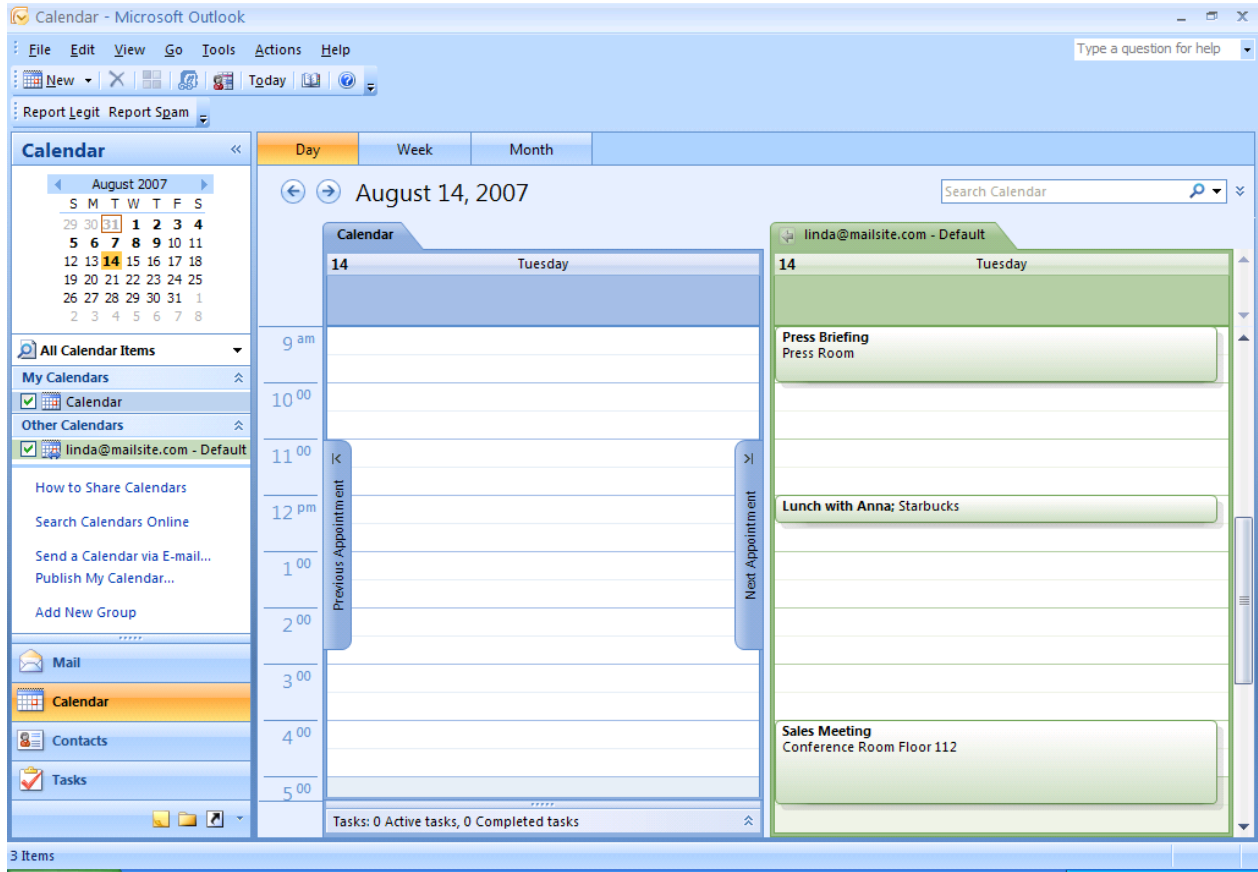 Calendar - Microsoft Outlook
File Edit View Go Tools Actions Help
Type a question for help
New Today
Report Legit Report Spam
Calendar «
Day Week Month
August 2007
S M T W T F S
29 30 31 1 2 3 4
5 6 7 8 9 10 11
12 13 14 15 16 17 18
19 20 21 22 23 24 25
26 27 28 29 30 31 1
2 3 4 5 6 7 8
All Calendar Items
My Calendars
Calendar
Other Calendars
linda@mailsite.com - Default
How to Share Calendars
Search Calendars Online
Send a Calendar via E-mail...
Publish My Calendar...
Add New Group
Mail
Calendar
Contacts
Tasks
August 14, 2007
Search Calendar
Calendar
14 Tuesday
9 am
10 00
11 00
12 pm
1 00
2 00
3 00
4 00
5 00
Previous Appointment
Next Appointment
Tasks: 0 Active tasks, 0 Completed tasks
linda@mailsite.com - Default
14 Tuesday
Press Briefing
Press Room
Lunch with Anna; Starbucks
Sales Meeting
Conference Room Floor 112
3 Items